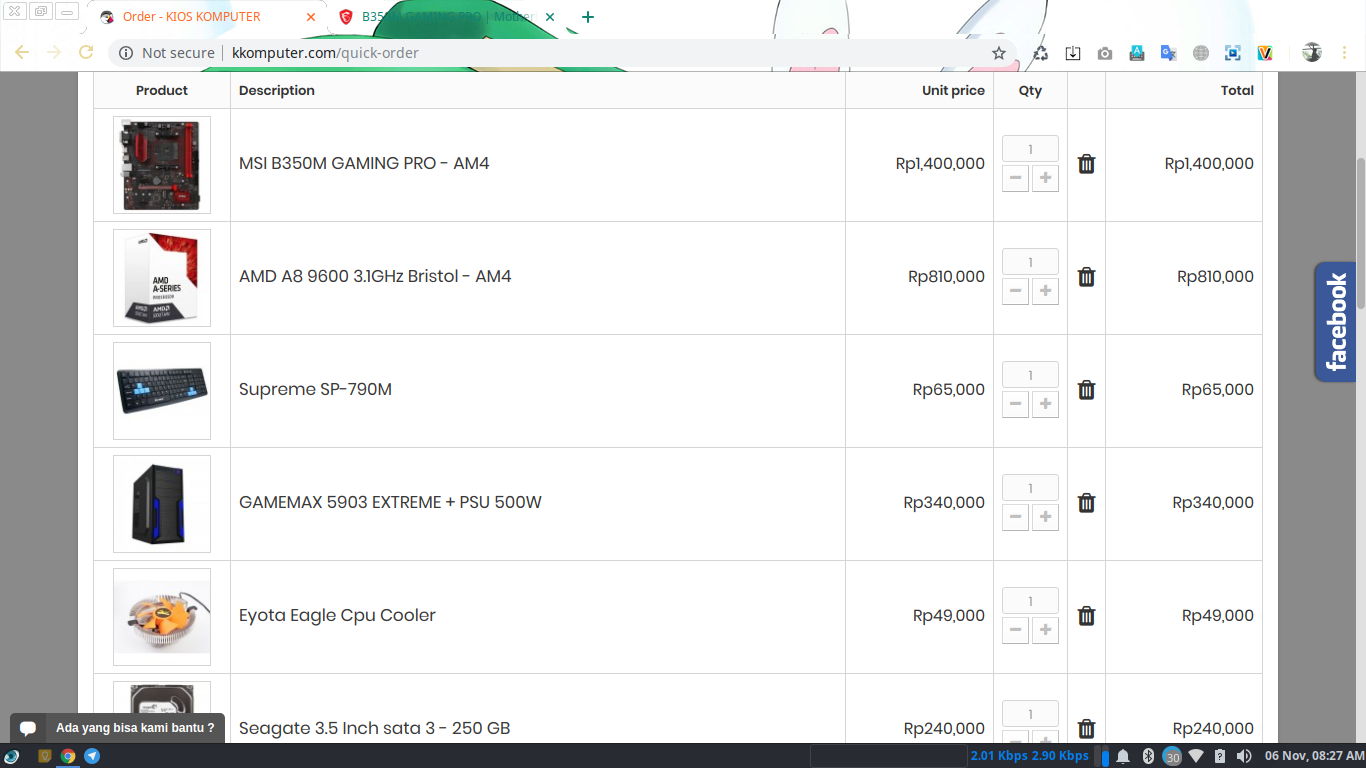 Order - KIOS KOMPUTER
B350M GAMING PRO | Mother
Not secure | kkomputer.com/quick-order
Product Description Unit price Qty Total
MSI B350M GAMING PRO - AM4 Rp1,400,000 1 Rp1,400,000
AMD A8 9600 3.1GHz Bristol - AM4 Rp810,000 1 Rp810,000
AMD
A-SERIES
Supreme SP-790M Rp65,000 1 Rp65,000
GAMEMAX 5903 EXTREME + PSU 500W Rp340,000 1 Rp340,000
Eyota Eagle Cpu Cooler Rp49,000 1 Rp49,000
Seagate 3.5 Inch sata 3 - 250 GB Rp240,000 1 Rp240,000
facebook
Ada yang bisa kami bantu ?
2.01 Kbps 2.90 Kbps 30 06 Nov, 08:27 AM